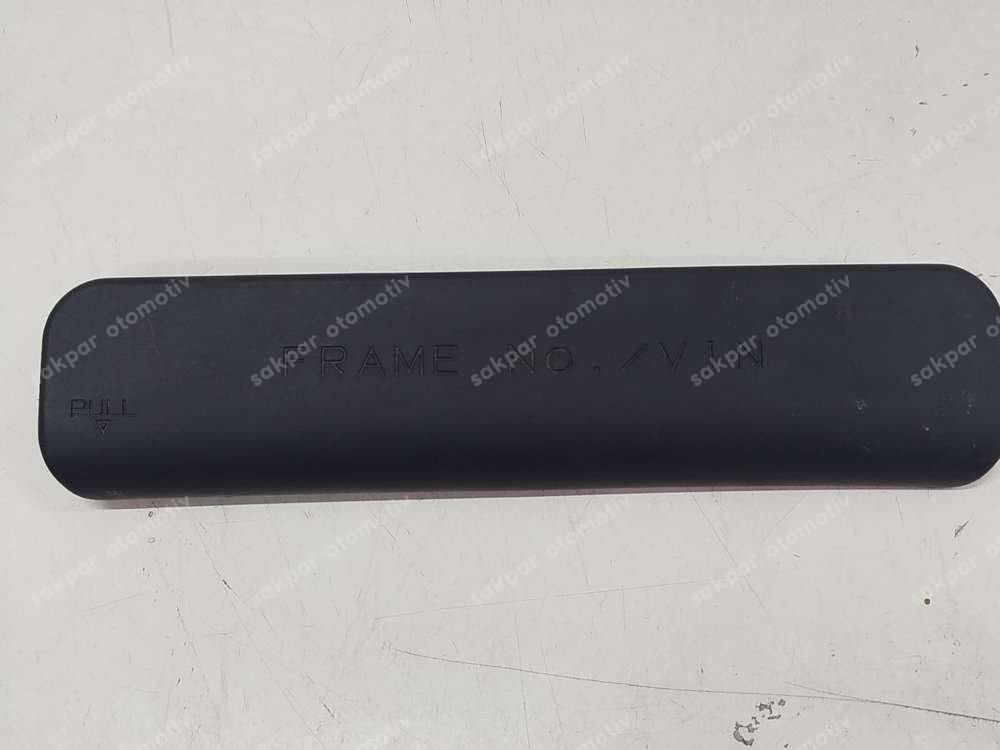 FRAME No. /VIN
PULL
sakpar otomotiv